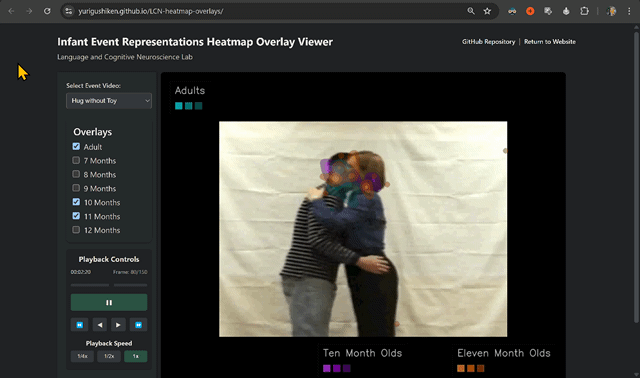 yurigushiken.github.io/LCN-heatmap-overlays/
Infant Event Representations Heatmap Overlay Viewer
GitHub Repository | Return to Website
Language and Cognitive Neuroscience Lab
Select Event Video:
Hug without Toy
Overlays
Adult
7 Months
8 Months
9 Months
10 Months
11 Months
12 Months
Playback Controls
00:02:20 Frame: 80/150
Playback Speed
1/4x 1/2x 1x
Adults
Ten Month Olds
Eleven Month Olds